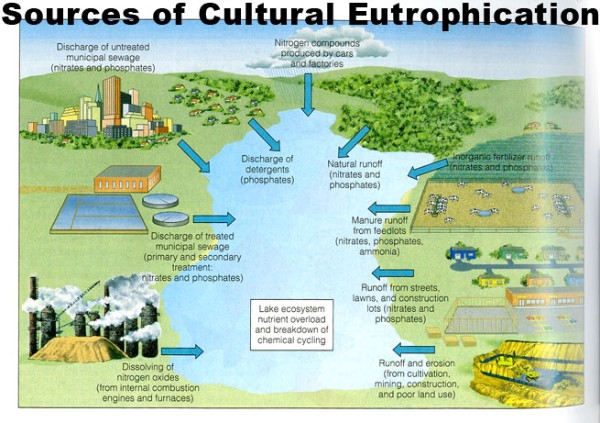 Sources of Cultural Eutrophication
Discharge of untreated
municipal sewage
(nitrates and phosphates)
Nitrogen compounds
produced by cars
and factories
Discharge of
detergents
(phosphates)
Natural runoff
(nitrates and
phosphates)
Inorganic fertilizer runoff
(nitrates and phosphates)
Manure runoff
from feedlots
(nitrates, phosphates,
ammonia)
Discharge of treated
municipal sewage
(primary and secondary
treatment:
nitrates and phosphates)
Runoff from streets,
lawns, and construction
lots (nitrates and
phosphates)
Lake ecosystem
nutrient overload
and breakdown of
chemical cycling
Dissolving of
nitrogen oxides
(from internal combustion
engines and furnaces)
Runoff and erosion
(from cultivation,
mining, construction,
and poor land use)